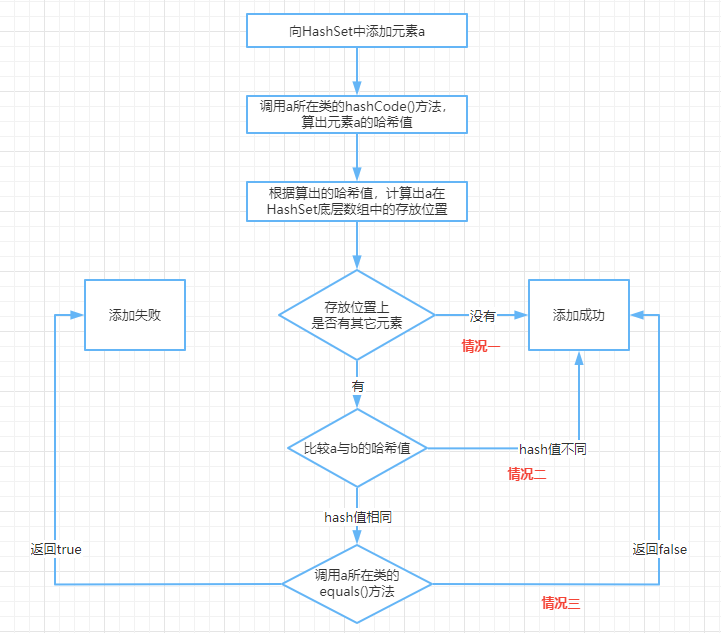 向HashSet中添加元素a
调用a所在类的hashCode()方法，
算出元素a的哈希值
根据算出的哈希值，计算出a在
HashSet底层数组中的存放位置
添加失败
存放位置上
是否有其它元素
没有
添加成功
情况一
有
比较a与b的哈希值
hash值不同
情况二
hash值相同
返回true
返回false
调用a所在类的
equals()方法
情况三